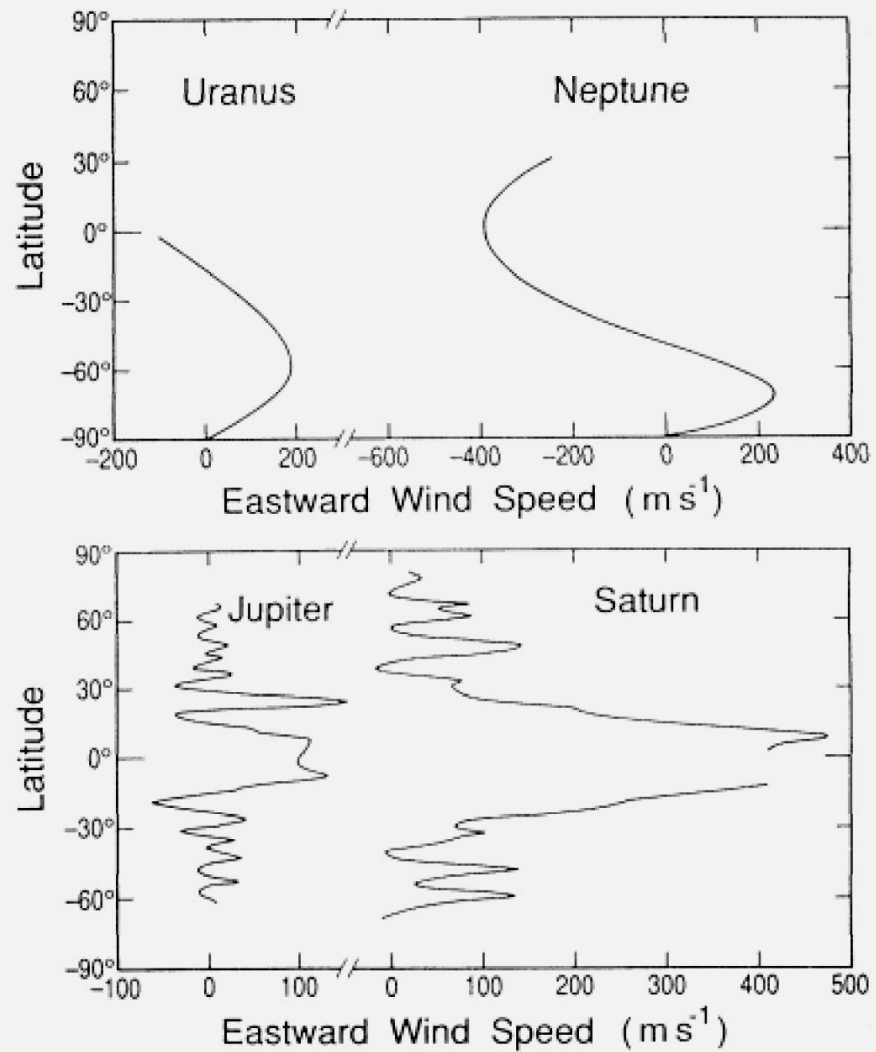 90°
60°
30°
0°
−30°
−60°
−90°
Latitude
Uranus
Neptune
−200 0 200 −600 −400 −200 0 200 400
Eastward Wind Speed (m s⁻¹)
90°
60°
30°
0°
−30°
−60°
−90°
Latitude
Jupiter
Saturn
−100 0 100 0 100 200 300 400 500
Eastward Wind Speed (m s⁻¹)